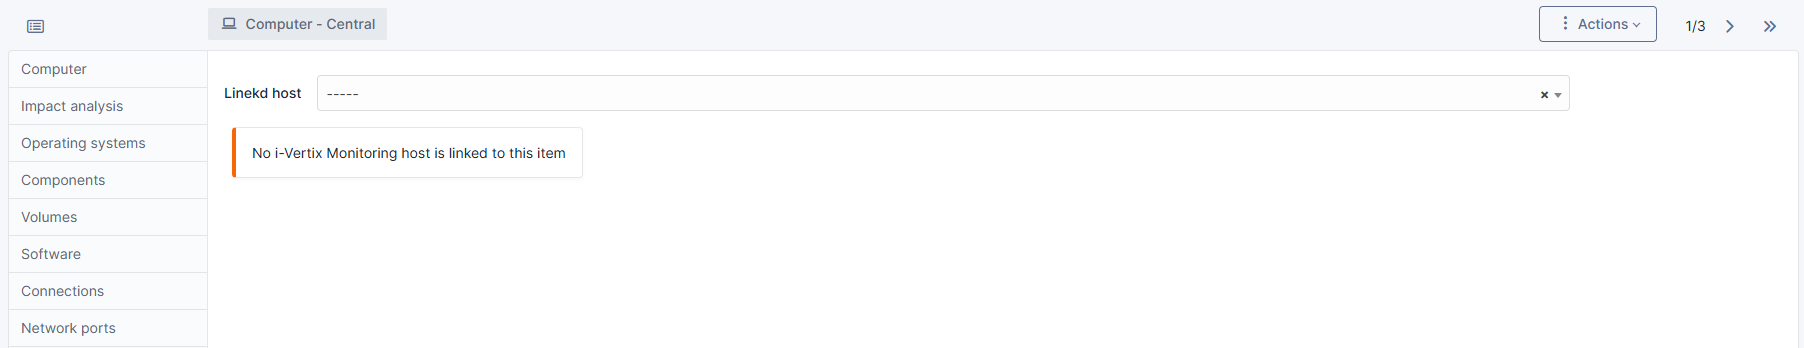 Computer - Central
Actions
1/3
Computer
Impact analysis
Operating systems
Components
Volumes
Software
Connections
Network ports
Linekd host
-----
No i-Vertix Monitoring host is linked to this item